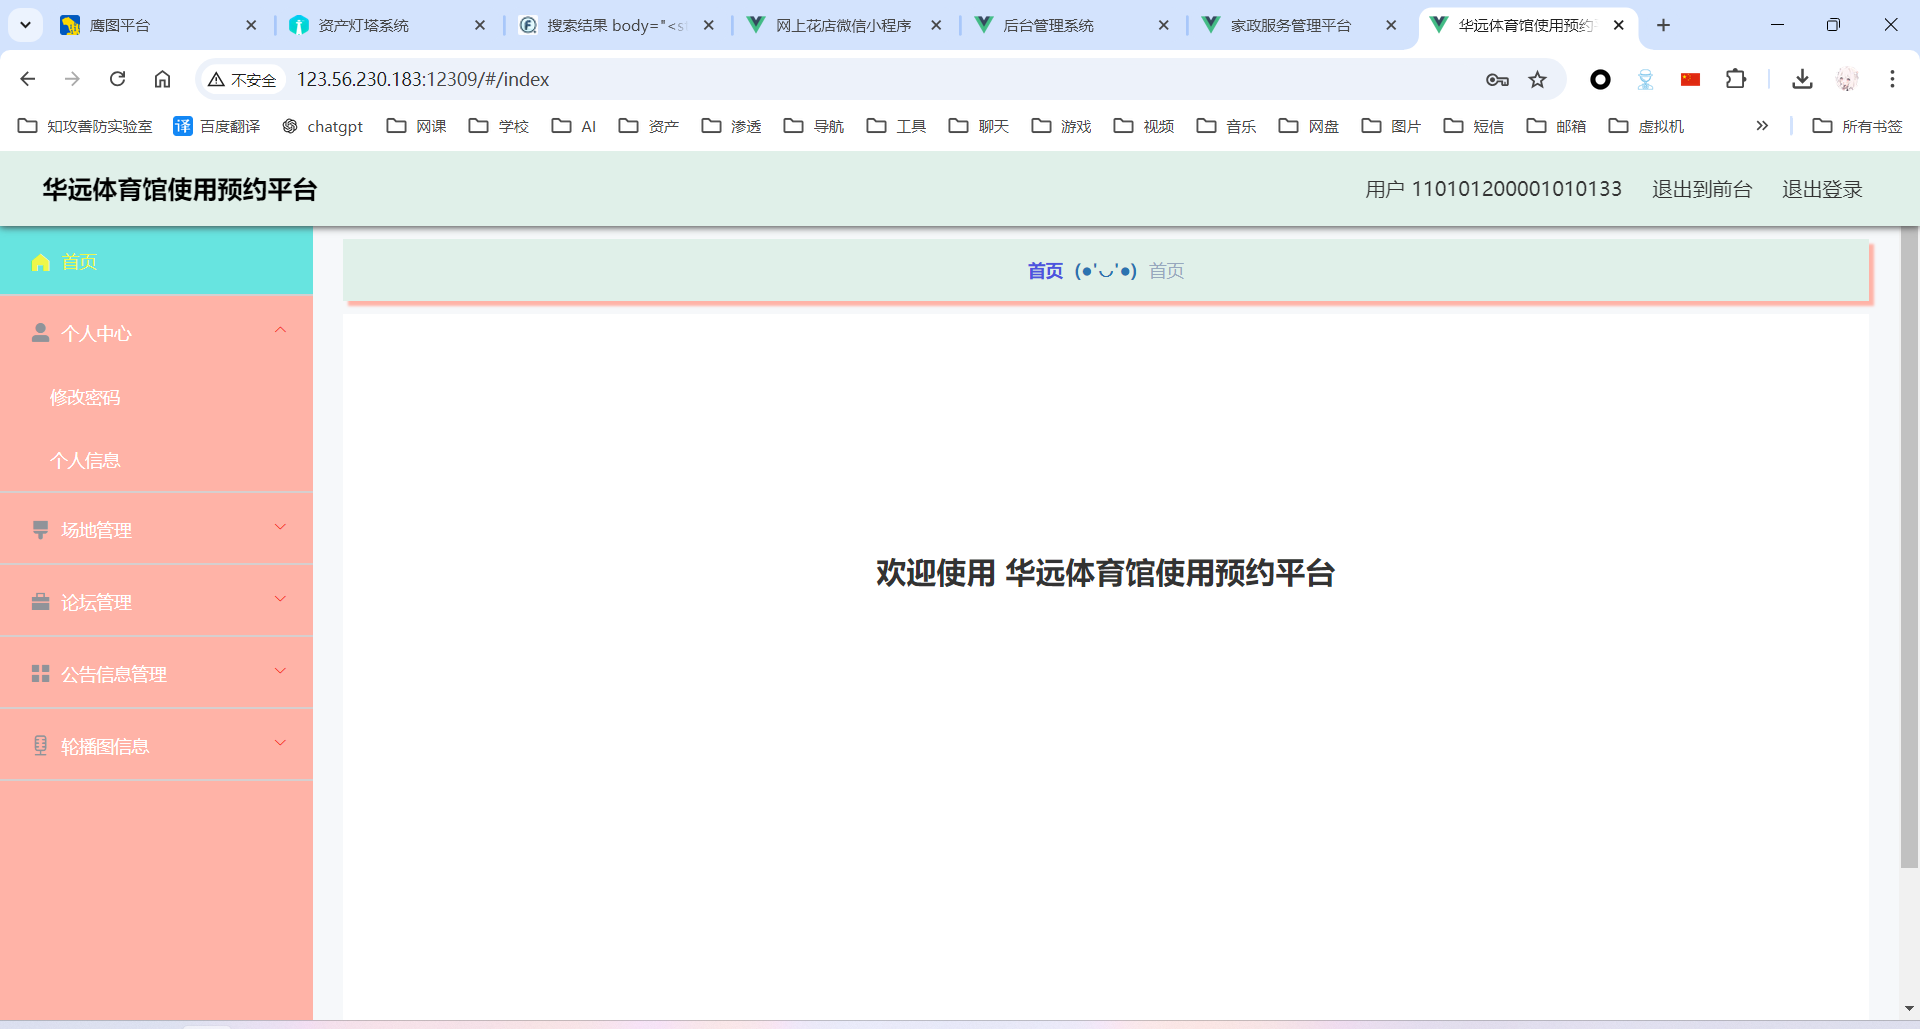 鹰图平台
资产灯塔系统
搜索结果 body="<s
网上花店微信小程序
后台管理系统
家政服务管理平台
华远体育馆使用预约
不安全
123.56.230.183:12309/#/index
知攻善防实验室
译 百度翻译
chatgpt
网课
学校
AI
资产
渗透
导航
工具
聊天
游戏
视频
音乐
网盘
图片
短信
邮箱
虚拟机
所有书签
华远体育馆使用预约平台
用户 110101200001010133
退出到前台
退出登录
首页
个人中心
修改密码
个人信息
场地管理
论坛管理
公告信息管理
轮播图信息
首页 (●'◡'●) 首页
欢迎使用 华远体育馆使用预约平台